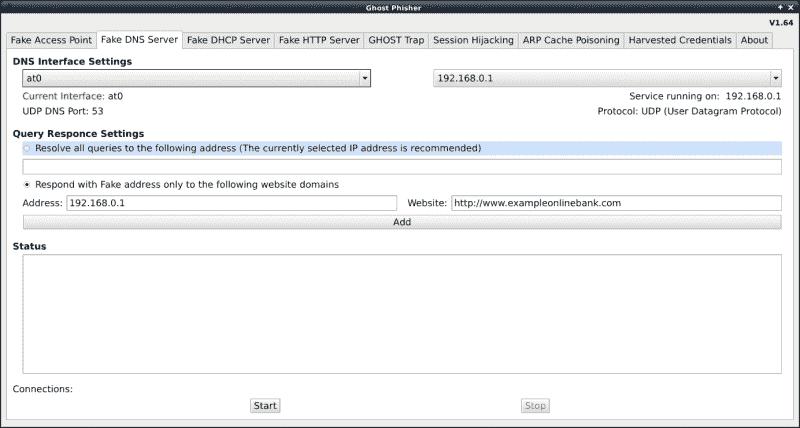 Ghost Phisher
V1.64
Fake Access Point Fake DNS Server Fake DHCP Server Fake HTTP Server GHOST Trap Session Hijacking ARP Cache Poisoning Harvested Credentials About
DNS Interface Settings
at0 192.168.0.1
Current Interface: at0 Service running on: 192.168.0.1
UDP DNS Port: 53 Protocol: UDP (User Datagram Protocol)
Query Responce Settings
Resolve all queries to the following address (The currently selected IP address is recommended)
Respond with Fake address only to the following website domains
Address: 192.168.0.1 Website: http://www.exampleonlinebank.com
Add
Status
Connections:
Start Stop